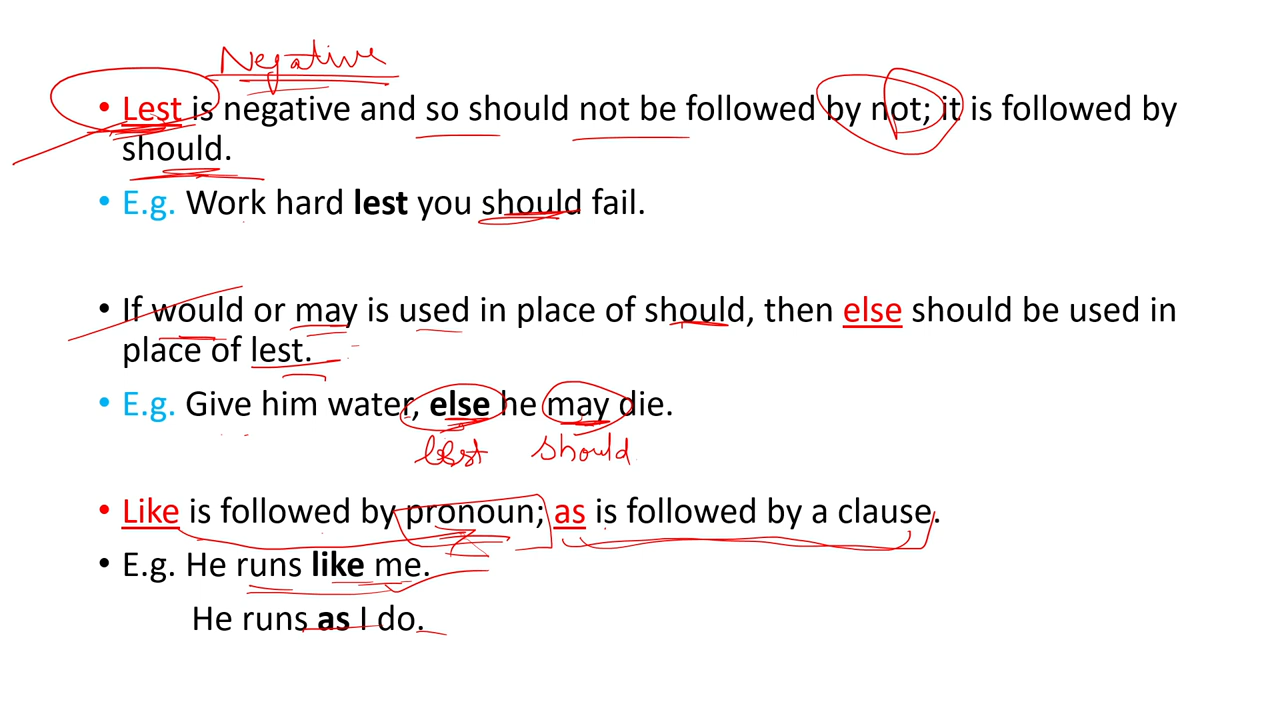 Negative
• Lest is negative and so should not be followed by not; it is followed by
should.
• E.g. Work hard lest you should fail.
• If would or may is used in place of should, then else should be used in
place of lest.
• E.g. Give him water, else he may die.
lest should
• Like is followed by pronoun; as is followed by a clause.
• E.g. He runs like me.
He runs as I do.